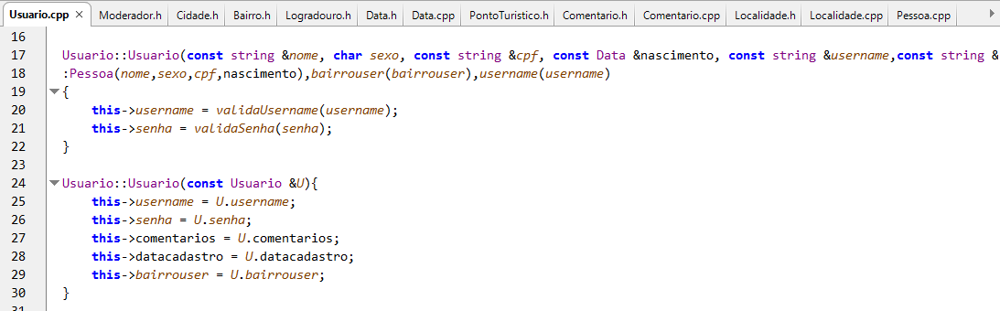 Usuario.cpp × Moderador.h Cidade.h Bairro.h Logradouro.h Data.h Data.cpp PontoTuristico.h Comentario.h Comentario.cpp Localidade.h Localidade.cpp Pessoa.cpp
16
17 Usuario::Usuario(const string &nome, char sexo, const string &cpf, const Data &nascimento, const string &username,const string &
18 :Pessoa(nome,sexo,cpf,nascimento),bairrouser(bairrouser),username(username)
19 {
20 this->username = validaUsername(username);
21 this->senha = validaSenha(senha);
22 }
23
24 Usuario::Usuario(const Usuario &U){
25 this->username = U.username;
26 this->senha = U.senha;
27 this->comentarios = U.comentarios;
28 this->datacadastro = U.datacadastro;
29 this->bairrouser = U.bairrouser;
30 }